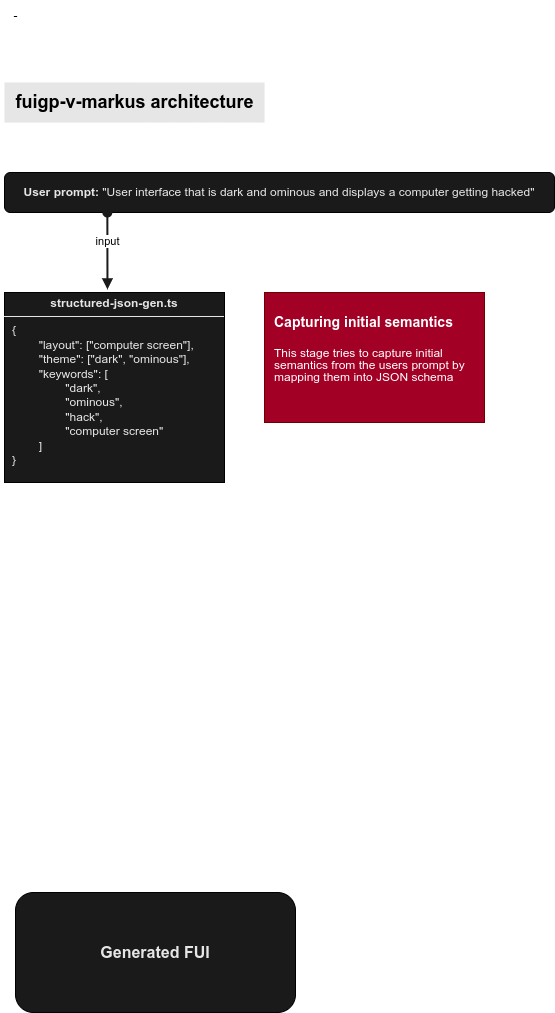 -
fuigp-v-markus architecture
User prompt: "User interface that is dark and ominous and displays a computer getting hacked"
input
structured-json-gen.ts
{
"layout": ["computer screen"],
"theme": ["dark", "ominous"],
"keywords": [
"dark",
"ominous",
"hack",
"computer screen"
]
}
Capturing initial semantics
This stage tries to capture initial
semantics from the users prompt by
mapping them into JSON schema
Generated FUI